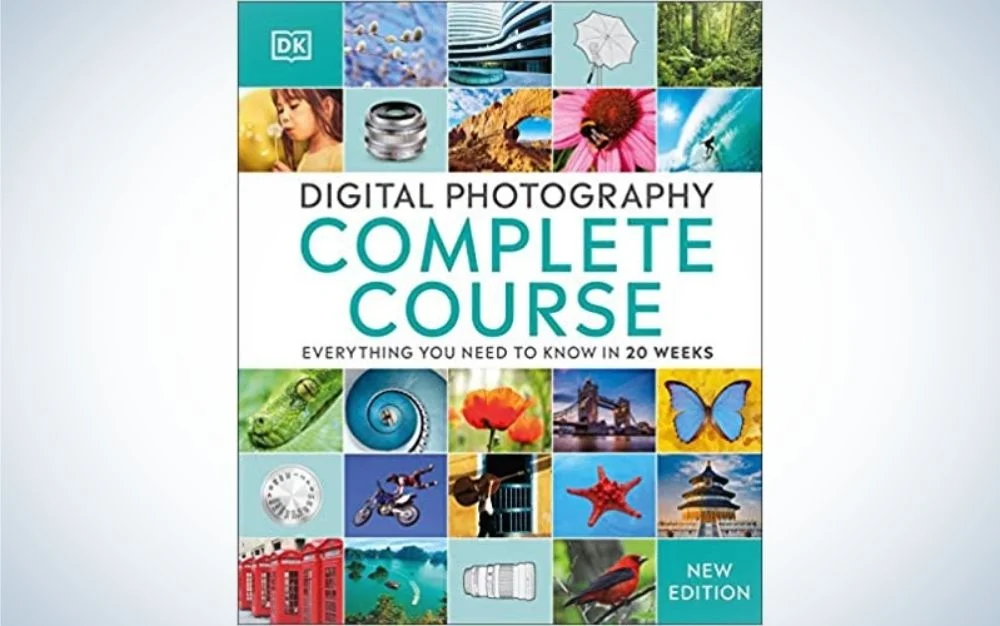 DK
DIGITAL PHOTOGRAPHY
COMPLETE
COURSE
EVERYTHING YOU NEED TO KNOW IN 20 WEEKS
NEW
EDITION